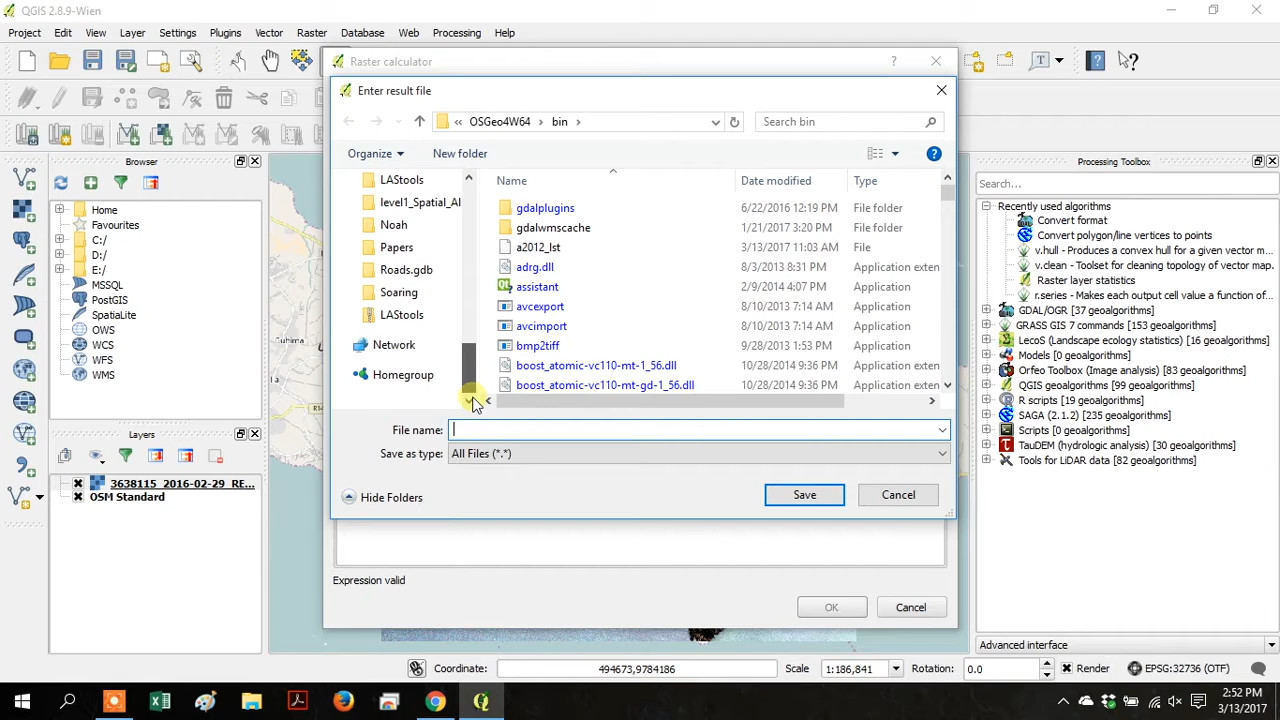 QGIS 2.8.9-Wien
Project Edit View Layer Settings Plugins Vector Raster Database Web Processing Help
Raster calculator
?
Enter result file
« OSGeo4W64 › bin ›
Search bin
Organize
New folder
Name Date modified Type
LAStools
level1_Spatial_AI
Noah
Papers
Roads.gdb
Soaring
LAStools
Network
Homegroup
gdalplugins 6/22/2016 12:19 PM File folder
gdalwmscache 1/21/2017 3:20 PM File folder
a2012_lst 3/13/2017 11:03 AM File
adrg.dll 8/3/2013 8:31 PM Application exten
assistant 2/9/2014 4:07 PM Application
avcexport 8/10/2013 7:14 AM Application
avcimport 8/10/2013 7:14 AM Application
bmp2tiff 9/28/2013 1:53 PM Application
boost_atomic-vc110-mt-1_56.dll 10/28/2014 9:36 PM Application exten
boost_atomic-vc110-mt-gd-1_56.dll 10/28/2014 9:36 PM Application exten
File name:
Save as type: All Files (*.*)
Hide Folders
Save
Cancel
Expression valid
OK
Cancel
Browser
Home
Favourites
C:/
D:/
E:/
MSSQL
PostGIS
SpatiaLite
OWS
WCS
WFS
WMS
Layers
3638115_2016-02-29_RE...
OSM Standard
Processing Toolbox
Search...
Recently used algorithms
Convert format
Convert polygon/line vertices to points
v.hull - Produces a convex hull for a given vector m...
v.clean - Toolset for cleaning topology of vector map.
Raster layer statistics
r.series - Makes each output cell value a function of...
GDAL/OGR [37 geoalgorithms]
GRASS GIS 7 commands [153 geoalgorithms]
LecoS (Landscape ecology statistics) [16 geoalgorithms]
Models [0 geoalgorithms]
Orfeo Toolbox (Image analysis) [83 geoalgorithms]
QGIS geoalgorithms [99 geoalgorithms]
R scripts [19 geoalgorithms]
SAGA (2.1.2) [235 geoalgorithms]
Scripts [0 geoalgorithms]
TauDEM (hydrologic analysis) [30 geoalgorithms]
Tools for LiDAR data [82 geoalgorithms]
Advanced interface
Coordinate: 494673,9784186 Scale 1:186,841 Rotation: 0.0 Render EPSG:32736 (OTF)
2:52 PM
3/13/2017